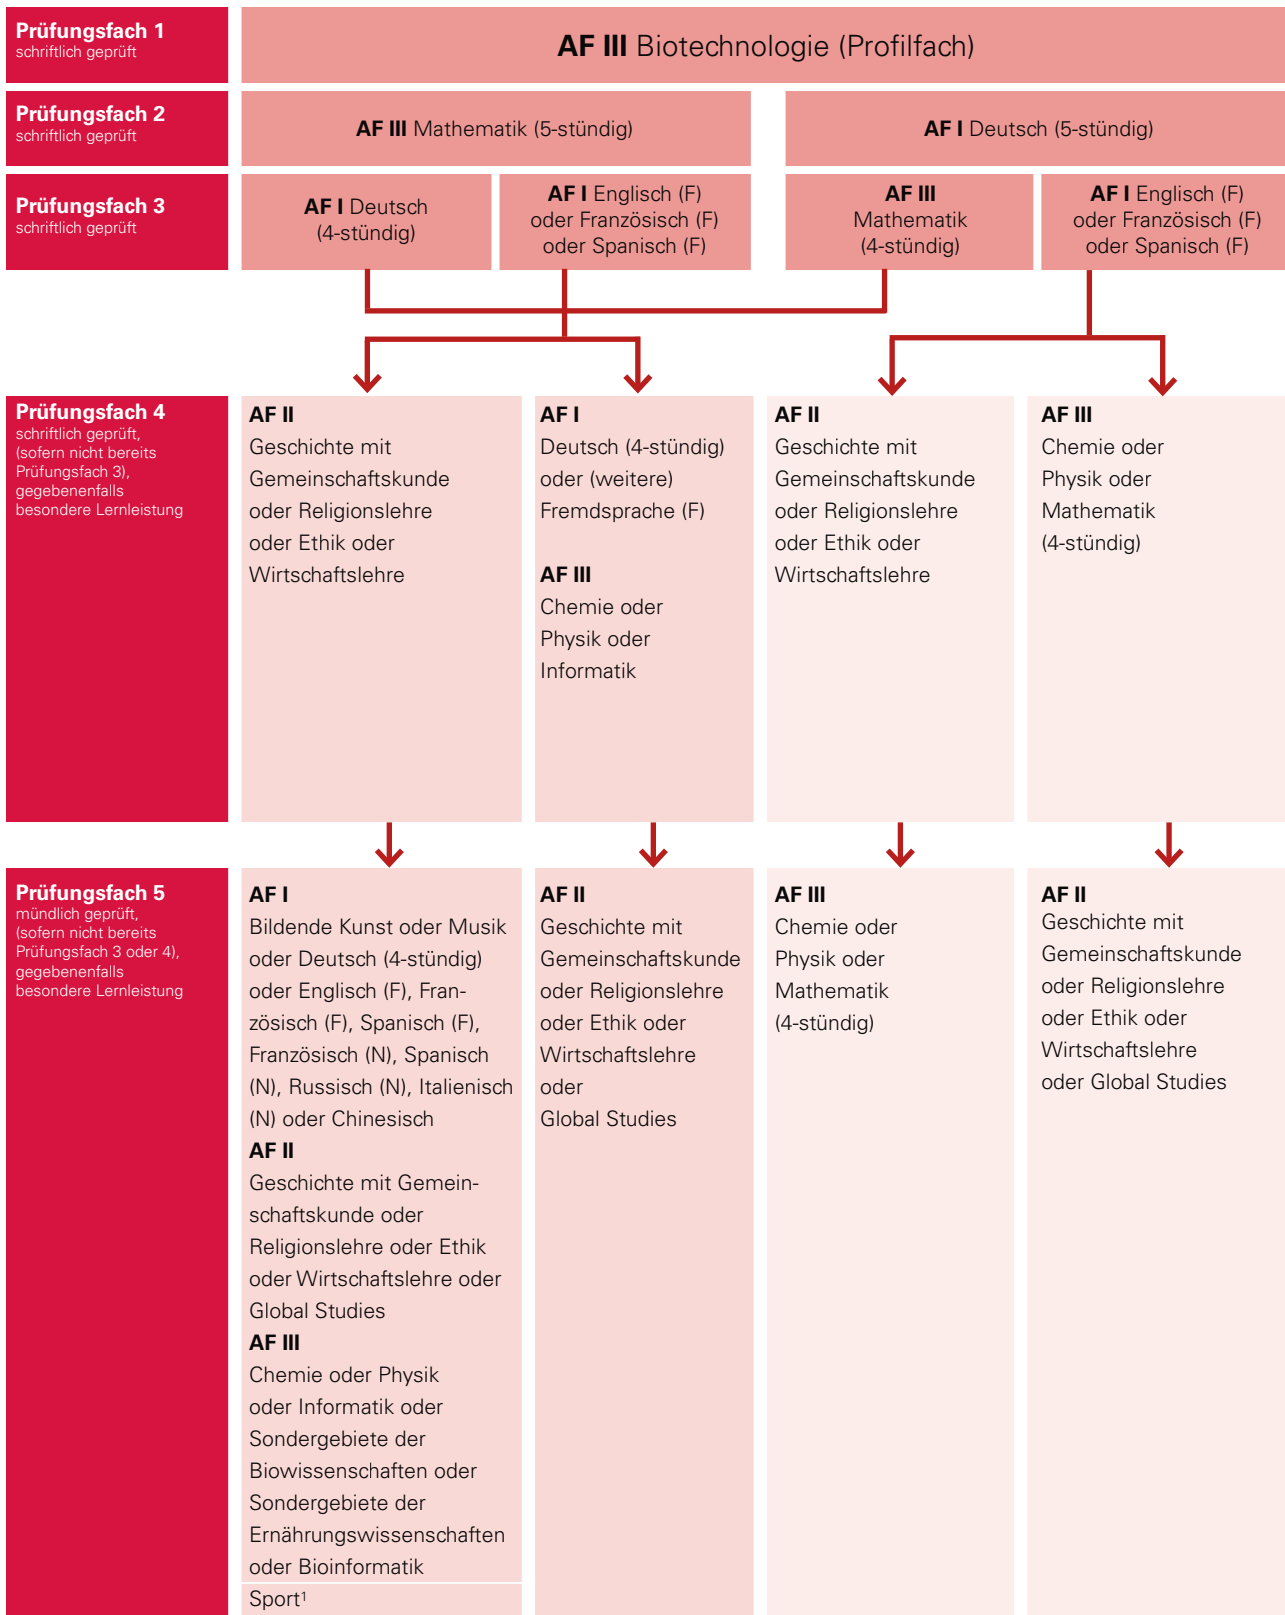 Prüfungsfach 1
schriftlich geprüft
AF III Biotechnologie (Profilfach)
Prüfungsfach 2
schriftlich geprüft
AF III Mathematik (5-stündig)
AF I Deutsch (5-stündig)
Prüfungsfach 3
schriftlich geprüft
AF I Deutsch
(4-stündig)
AF I Englisch (F)
oder Französisch (F)
oder Spanisch (F)
AF III
Mathematik
(4-stündig)
AF I Englisch (F)
oder Französisch (F)
oder Spanisch (F)
Prüfungsfach 4
schriftlich geprüft,
(sofern nicht bereits
Prüfungsfach 3),
gegebenenfalls
besondere Lernleistung
AF II
Geschichte mit
Gemeinschaftskunde
oder Religionslehre
oder Ethik oder
Wirtschaftslehre
AF I
Deutsch (4-stündig)
oder (weitere)
Fremdsprache (F)
AF III
Chemie oder
Physik oder
Informatik
AF II
Geschichte mit
Gemeinschaftskunde
oder Religionslehre
oder Ethik oder
Wirtschaftslehre
AF III
Chemie oder
Physik oder
Mathematik
(4-stündig)
Prüfungsfach 5
mündlich geprüft,
(sofern nicht bereits
Prüfungsfach 3 oder 4),
gegebenenfalls
besondere Lernleistung
AF I
Bildende Kunst oder Musik
oder Deutsch (4-stündig)
oder Englisch (F), Fran-
zösisch (F), Spanisch (F),
Französisch (N), Spanisch
(N), Russisch (N), Italienisch
(N) oder Chinesisch
AF II
Geschichte mit Gemein-
schaftskunde oder
Religionslehre oder Ethik
oder Wirtschaftslehre oder
Global Studies
AF III
Chemie oder Physik
oder Informatik oder
Sondergebiete der
Biowissenschaften oder
Sondergebiete der
Ernährungswissenschaften
oder Bioinformatik
Sport¹
AF II
Geschichte mit
Gemeinschaftskunde
oder Religionslehre
oder Ethik oder
Wirtschaftslehre
oder
Global Studies
AF III
Chemie oder
Physik oder
Mathematik
(4-stündig)
AF II
Geschichte mit
Gemeinschaftskunde
oder Religionslehre
oder Ethik oder
Wirtschaftslehre
oder Global Studies